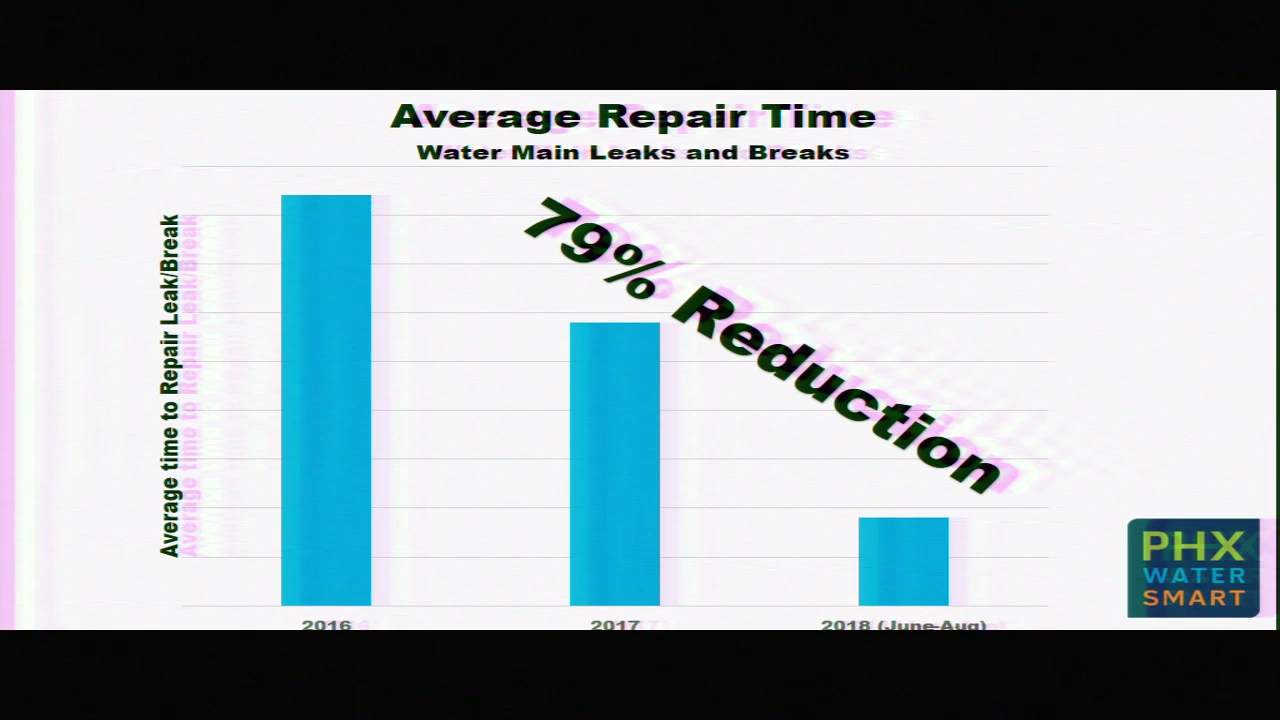 Average Repair Time
Water Main Leaks and Breaks
Average time to Repair Leak/Break
79% Reduction
2016
2017
2018 (June-Aug)
PHX
WATER
SMART